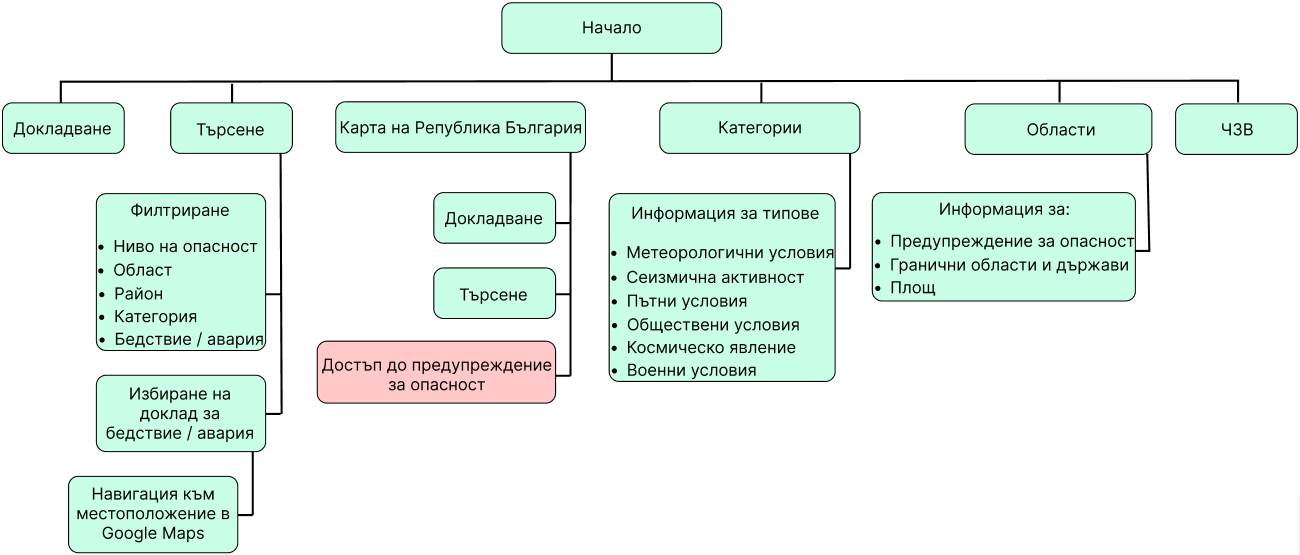 Начало
Докладване
Търсене
Карта на Република България
Категории
Области
ЧЗВ
Филтриране
• Ниво на опасност
• Област
• Район
• Категория
• Бедствие / авария
Избиране на
доклад за
бедствие / авария
Навигация към
местоположение в
Google Maps
Докладване
Търсене
Достъп до предупреждение
за опасност
Информация за типове
• Метеорологични условия
• Сеизмична активност
• Пътни условия
• Обществени условия
• Космическо явление
• Военни условия
Информация за:
• Предупреждение за опасност
• Гранични области и държави
• Площ